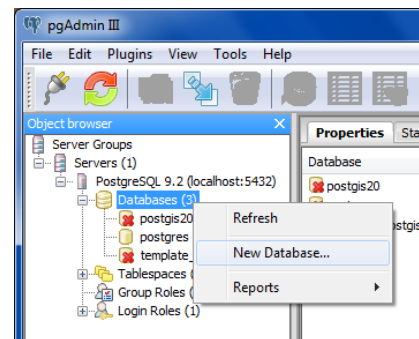 pgAdmin III
File Edit Plugins View Tools Help
Object browser X
Properties Sta
Server Groups
Servers (1)
Database
PostgreSQL 9.2 (localhost:5432)
Databases (3)
postgis20
postgis20
Refresh
postgres
New Database...
template_
Tablespaces (
Reports
Group Roles (
Login Roles (1)